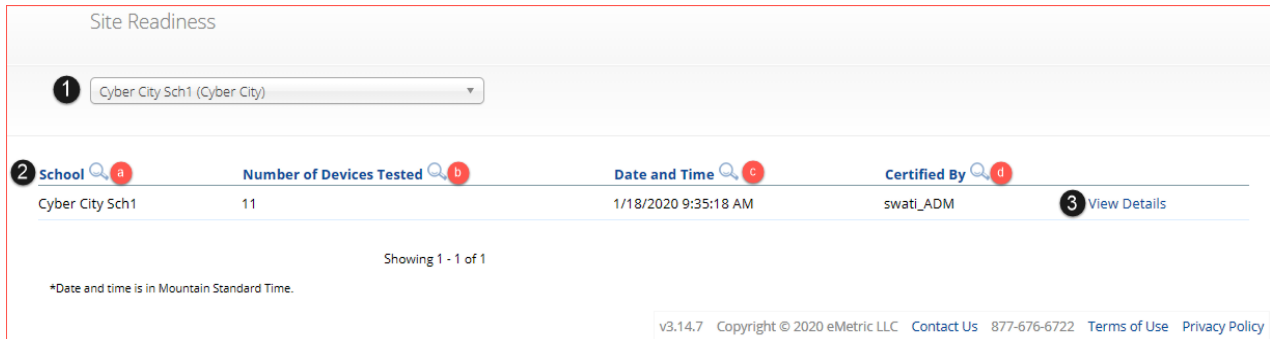 Site Readiness
1 Cyber City Sch1 (Cyber City)
2 School a Number of Devices Tested b Date and Time c Certified By d
Cyber City Sch1 11 1/18/2020 9:35:18 AM swati_ADM 3 View Details
Showing 1 - 1 of 1
*Date and time is in Mountain Standard Time.
v3.14.7 Copyright © 2020 eMetric LLC Contact Us 877-676-6722 Terms of Use Privacy Policy